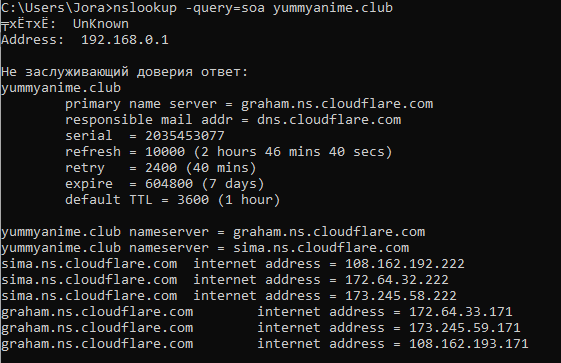 C:\Users\Jora>nslookup -query=soa yummyanime.club
╤хЁтхЁ:  UnKnown
Address:  192.168.0.1
Не заслуживающий доверия ответ:
yummyanime.club
        primary name server = graham.ns.cloudflare.com
        responsible mail addr = dns.cloudflare.com
        serial  = 2035453077
        refresh = 10000 (2 hours 46 mins 40 secs)
        retry   = 2400 (40 mins)
        expire  = 604800 (7 days)
        default TTL = 3600 (1 hour)
yummyanime.club nameserver = graham.ns.cloudflare.com
yummyanime.club nameserver = sima.ns.cloudflare.com
sima.ns.cloudflare.com  internet address = 108.162.192.222
sima.ns.cloudflare.com  internet address = 172.64.32.222
sima.ns.cloudflare.com  internet address = 173.245.58.222
graham.ns.cloudflare.com        internet address = 172.64.33.171
graham.ns.cloudflare.com        internet address = 173.245.59.171
graham.ns.cloudflare.com        internet address = 108.162.193.171